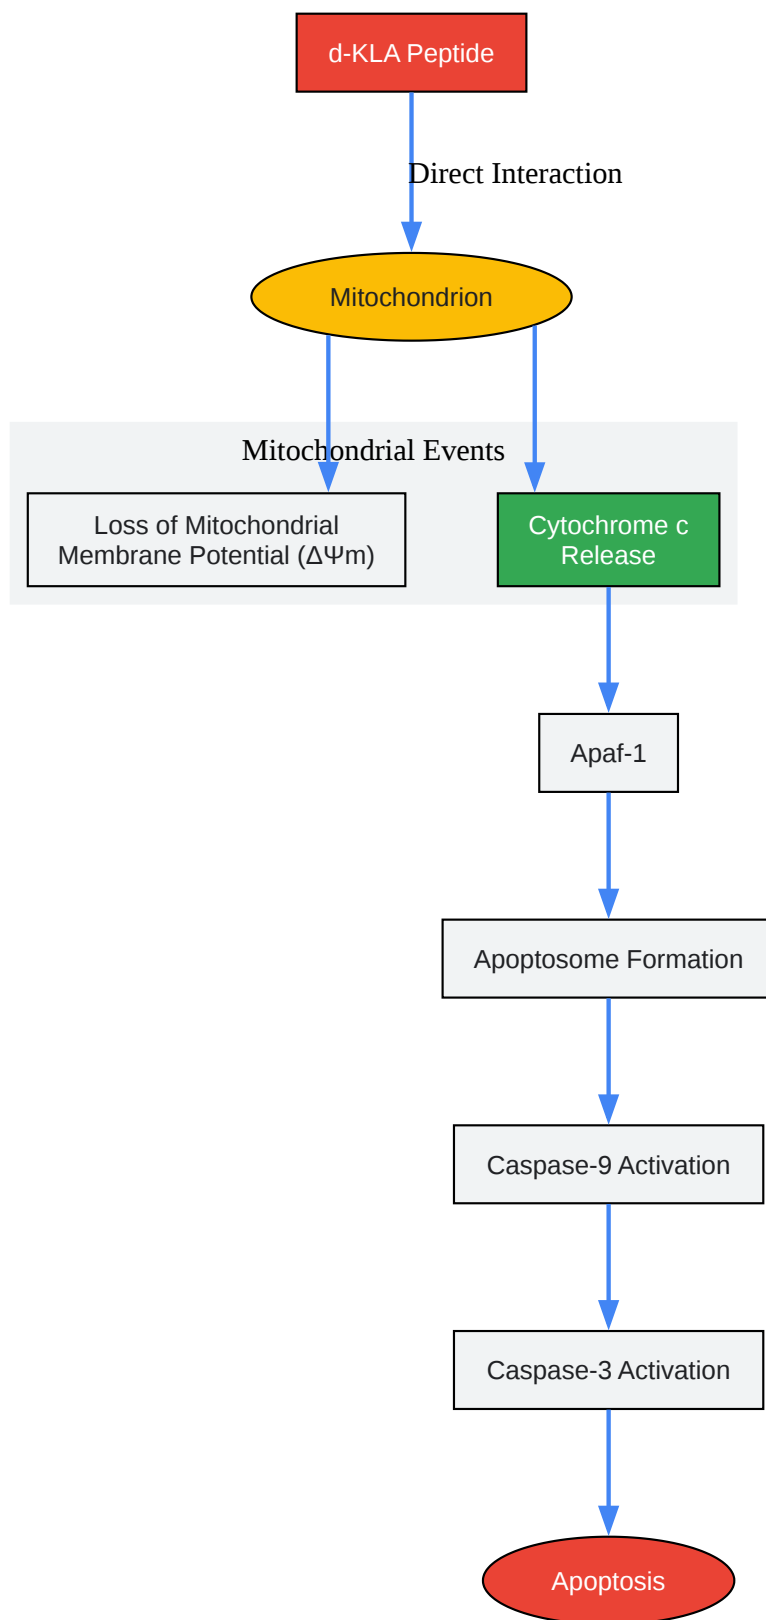 d-KLA Peptide
Direct Interaction
Mitochondrion
Mitochondrial Events
Loss of Mitochondrial
Membrane Potential (ΔΨm)
Cytochrome c
Release
Apaf-1
Apoptosome Formation
Caspase-9 Activation
Caspase-3 Activation
Apoptosis